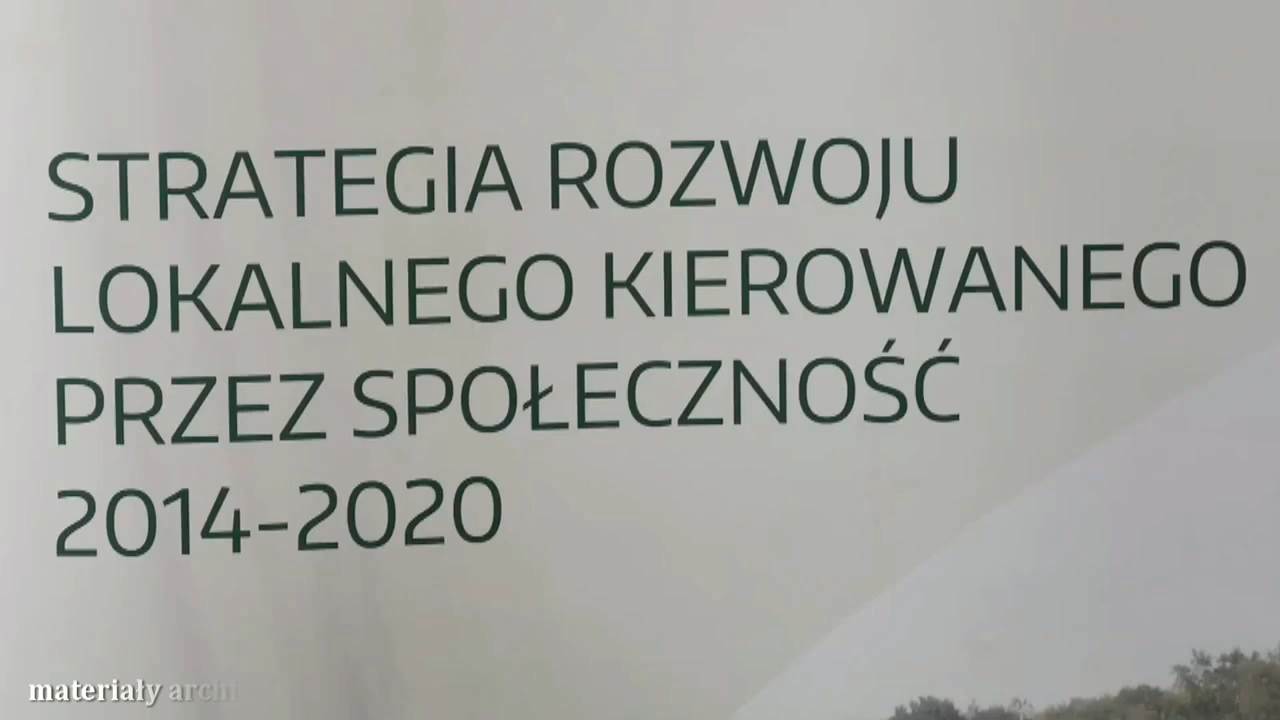 STRATEGIA ROZWOJU
LOKALNEGO KIEROWANEGO
PRZEZ SPOŁECZNOŚĆ
2014-2020
materiały